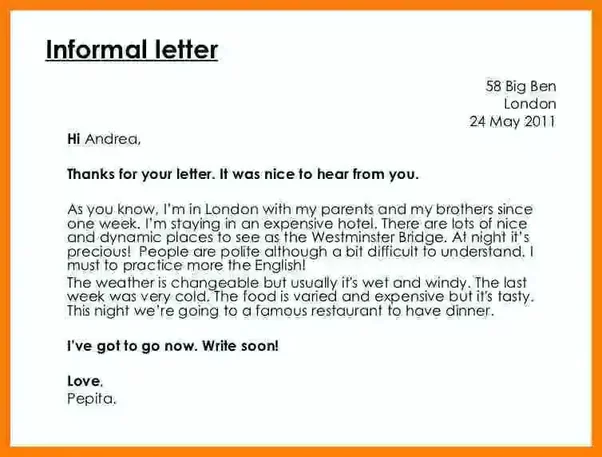 Informal letter
58 Big Ben
London
24 May 2011
Hi Andrea,
Thanks for your letter. It was nice to hear from you.
As you know, I'm in London with my parents and my brothers since
one week. I'm staying in an expensive hotel. There are lots of nice
and dynamic places to see as the Westminster Bridge. At night it's
precious!  People are polite although a bit difficult to understand. I
must to practice more the English!
The weather is changeable but usually it's wet and windy. The last
week was very cold. The food is varied and expensive but it's tasty.
This night we're going to a famous restaurant to have dinner.
I've got to go now. Write soon!
Love,
Pepita.